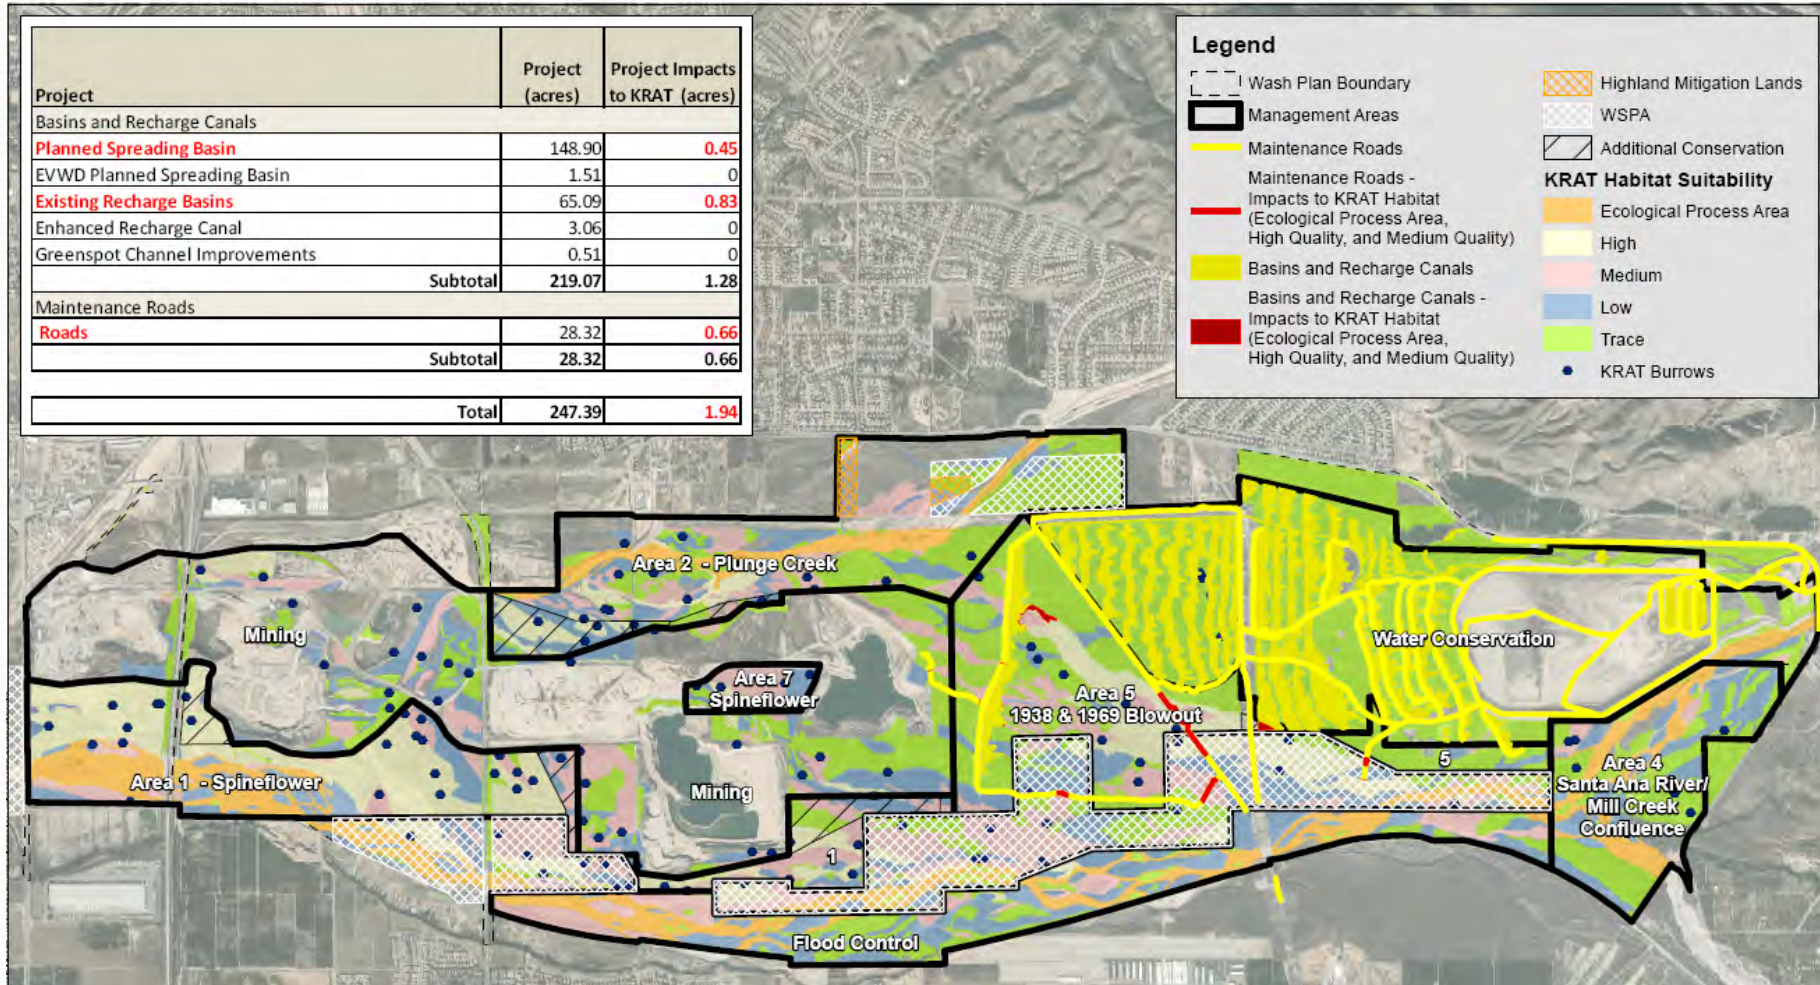 Project
Project (acres)
Project Impacts to KRAT (acres)
Basins and Recharge Canals
Planned Spreading Basin 148.90 0.45
EVWD Planned Spreading Basin 1.51 0
Existing Recharge Basins 65.09 0.83
Enhanced Recharge Canal 3.06 0
Greenspot Channel Improvements 0.51 0
Subtotal 219.07 1.28
Maintenance Roads
Roads 28.32 0.66
Subtotal 28.32 0.66
Total 247.39 1.94
Legend
Wash Plan Boundary
Management Areas
Maintenance Roads
Maintenance Roads -
Impacts to KRAT Habitat
(Ecological Process Area,
High Quality, and Medium Quality)
Basins and Recharge Canals
Basins and Recharge Canals -
Impacts to KRAT Habitat
(Ecological Process Area,
High Quality, and Medium Quality)
Highland Mitigation Lands
WSPA
Additional Conservation
KRAT Habitat Suitability
Ecological Process Area
High
Medium
Low
Trace
KRAT Burrows
Area 2 - Plunge Creek
Mining
Water Conservation
Area 7
Spineflower
Area 5
1938 & 1969 Blowout
5
Area 1 - Spineflower
Mining
Area 4
Santa Ana River/
Mill Creek
Confluence
1
Flood Control